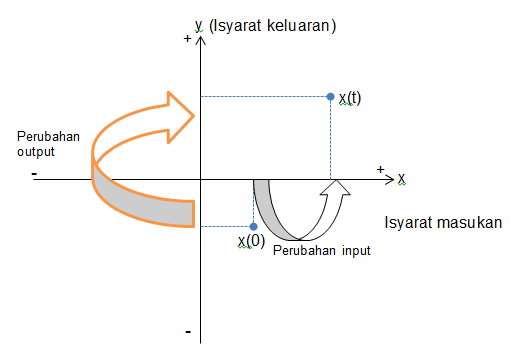 y (Isyarat keluaran)
+
x(t)
Perubahan
output
-
+
x
Isyarat masukan
x(0)
Perubahan input
-